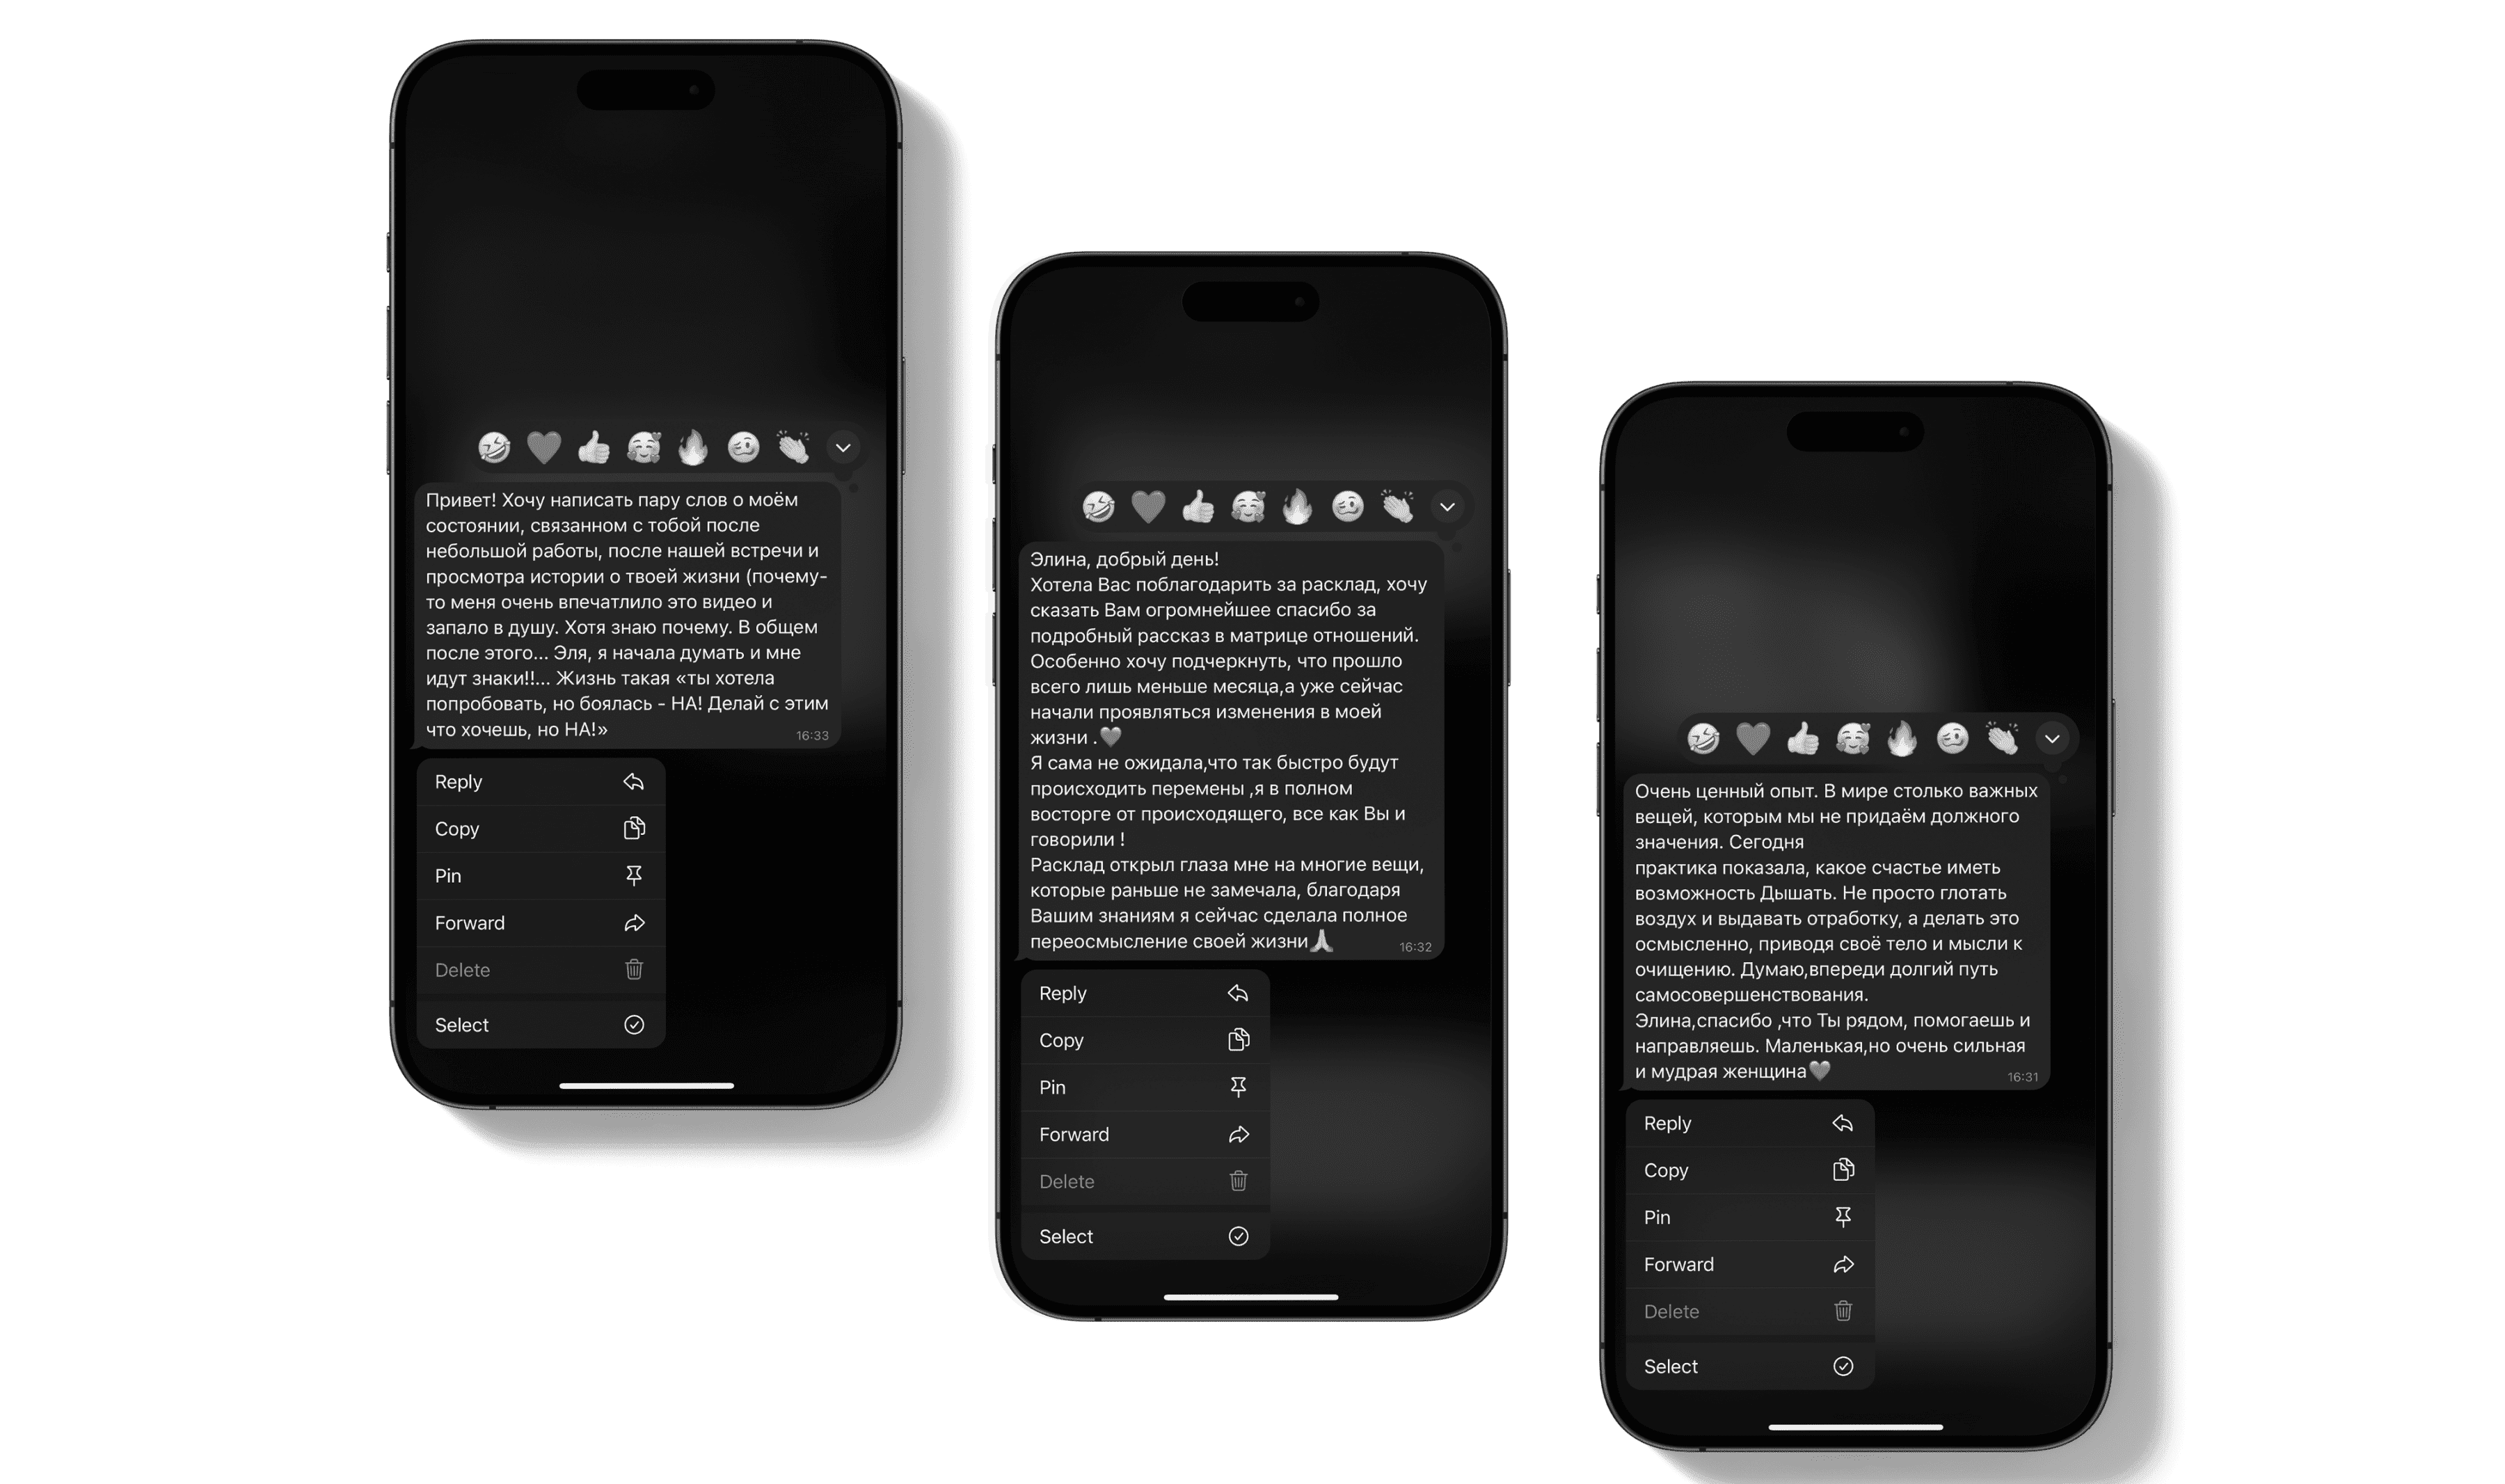 Привет! Хочу написать пару слов о моём
состоянии, связанном с тобой после
небольшой работы, после нашей встречи и
просмотра истории о твоей жизни (почему-
то меня очень впечатлило это видео и
запало в душу. Хотя знаю почему. В общем
после этого... Эля, я начала думать и мне
идут знаки!!... Жизнь такая «ты хотела
попробовать, но боялась - НА! Делай с этим
что хочешь, но НА!»
16:33
Reply
Copy
Pin
Forward
Delete
Select
Элина, добрый день!
Хотела Вас поблагодарить за расклад, хочу
сказать Вам огромнейшее спасибо за
подробный рассказ в матрице отношений.
Особенно хочу подчеркнуть, что прошло
всего лишь меньше месяца,а уже сейчас
начали проявляться изменения в моей
жизни .🖤
Я сама не ожидала,что так быстро будут
происходить перемены ,я в полном
восторге от происходящего, все как Вы и
говорили !
Расклад открыл глаза мне на многие вещи,
которые раньше не замечала, благодаря
Вашим знаниям я сейчас сделала полное
переосмысление своей жизни🙏
16:32
Reply
Copy
Pin
Forward
Delete
Select
Очень ценный опыт. В мире столько важных
вещей, которым мы не придаём должного
значения. Сегодня
практика показала, какое счастье иметь
возможность Дышать. Не просто глотать
воздух и выдавать отработку, а делать это
осмысленно, приводя своё тело и мысли к
очищению. Думаю,впереди долгий путь
самосовершенствования.
Элина,спасибо ,что Ты рядом, помогаешь и
направляешь. Маленькая,но очень сильная
и мудрая женщина🖤
16:31
Reply
Copy
Pin
Forward
Delete
Select